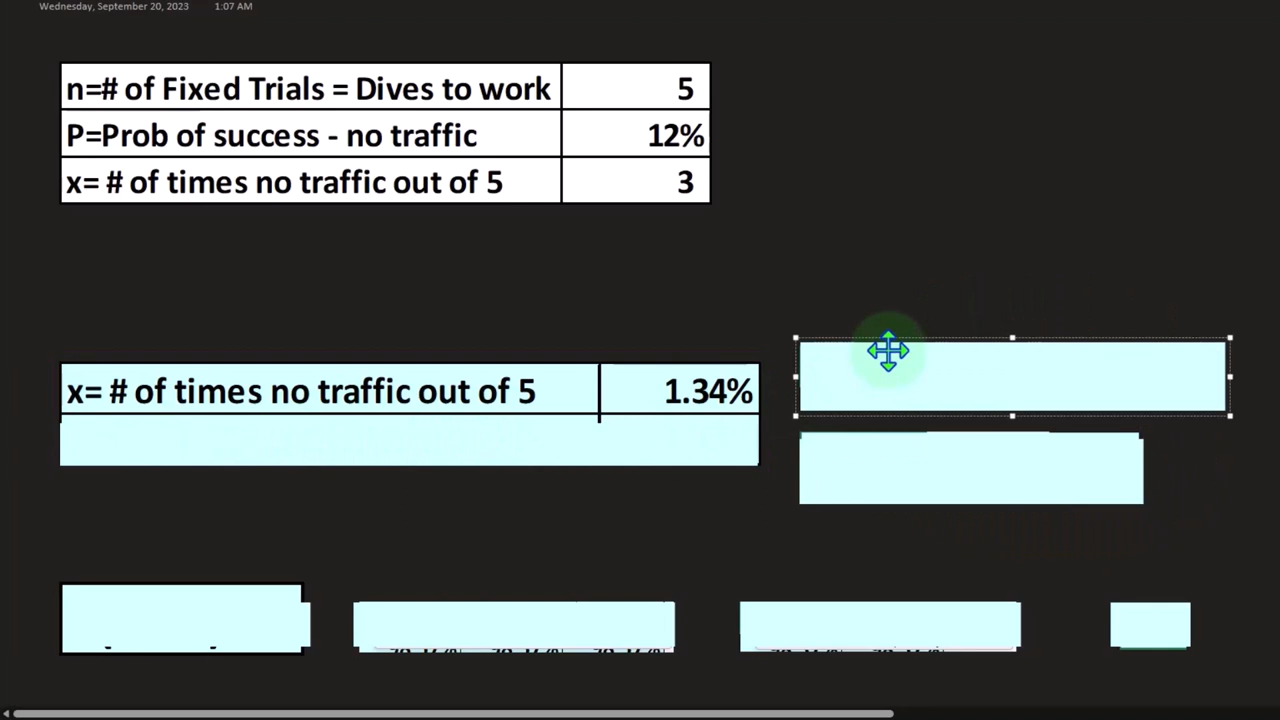 Wednesday, September 20, 2023 1:07 AM
n=# of Fixed Trials = Dives to work 5
P=Prob of success - no traffic 12%
x= # of times no traffic out of 5 3
x= # of times no traffic out of 5 1.34%